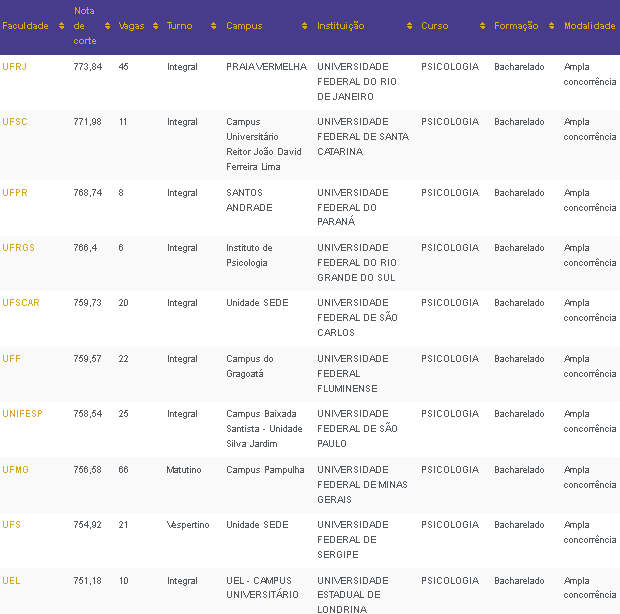 Faculdade Nota de corte Vagas Turno Campus Instituição Curso Formação Modalidade
UFRJ 773,84 45 Integral PRAIA VERMELHA UNIVERSIDADE PSICOLOGIA Bacharelado Ampla
FEDERAL DO RIO concorrência
DE JANEIRO
UFSC 771,98 11 Integral Campus UNIVERSIDADE PSICOLOGIA Bacharelado Ampla
Universitário FEDERAL DE SANTA concorrência
Reitor João David CATARINA
Ferreira Lima
UFPR 768,74 8 Integral SANTOS UNIVERSIDADE PSICOLOGIA Bacharelado Ampla
ANDRADE FEDERAL DO concorrência
PARANÁ
UFRGS 766,4 6 Integral Instituto de UNIVERSIDADE PSICOLOGIA Bacharelado Ampla
Psicologia FEDERAL DO RIO concorrência
GRANDE DO SUL
UFSCAR 759,73 20 Integral Unidade SEDE UNIVERSIDADE PSICOLOGIA Bacharelado Ampla
FEDERAL DE SÃO concorrência
CARLOS
UFF 759,57 22 Integral Campus do UNIVERSIDADE PSICOLOGIA Bacharelado Ampla
Gragoatá FEDERAL concorrência
FLUMINENSE
UNIFESP 758,54 25 Integral Campus Baixada UNIVERSIDADE PSICOLOGIA Bacharelado Ampla
Santista - Unidade FEDERAL DE SÃO concorrência
Silva Jardim PAULO
UFMG 756,58 66 Matutino Campus Pampulha UNIVERSIDADE PSICOLOGIA Bacharelado Ampla
FEDERAL DE MINAS concorrência
GERAIS
UFS 754,92 21 Vespertino Unidade SEDE UNIVERSIDADE PSICOLOGIA Bacharelado Ampla
FEDERAL DE concorrência
SERGIPE
UEL 751,18 10 Integral UEL - CAMPUS UNIVERSIDADE PSICOLOGIA Bacharelado Ampla
UNIVERSITÁRIO ESTADUAL DE concorrência
LONDRINA